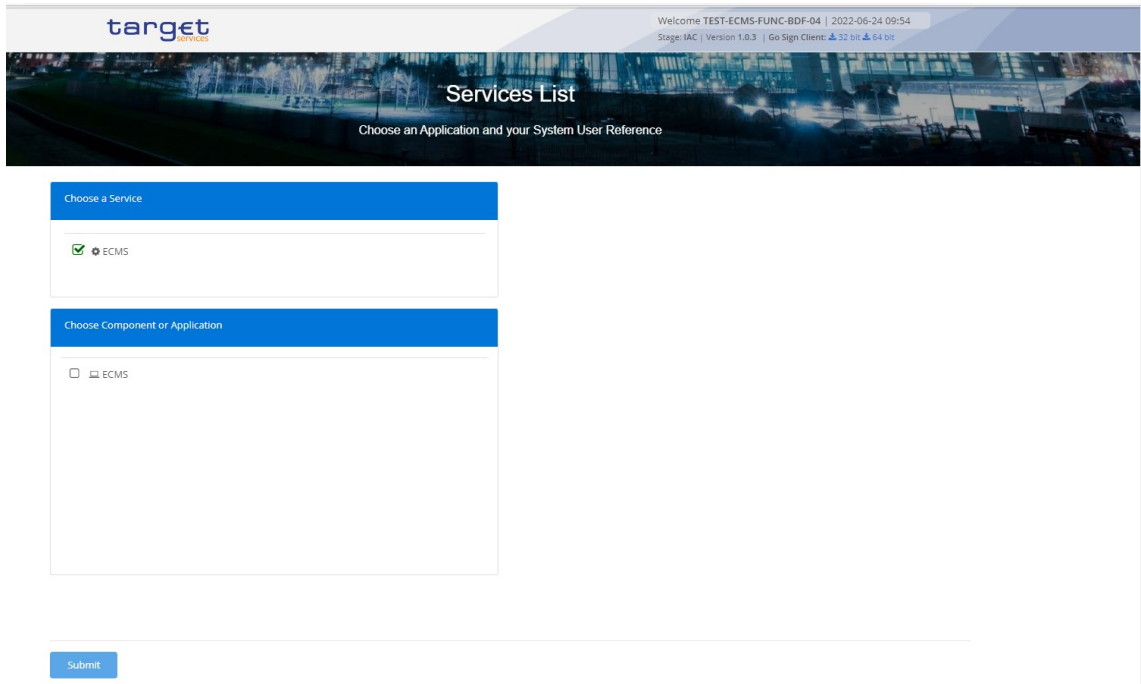 target
services
Welcome TEST-ECMS-FUNC-BDF-04 | 2022-06-24 09:54
Stage: IAC | Version 1.0.3 | Go Sign Client: 32 bit 64 bit
Services List
Choose an Application and your System User Reference
Choose a Service
ECMS
Choose Component or Application
ECMS
Submit